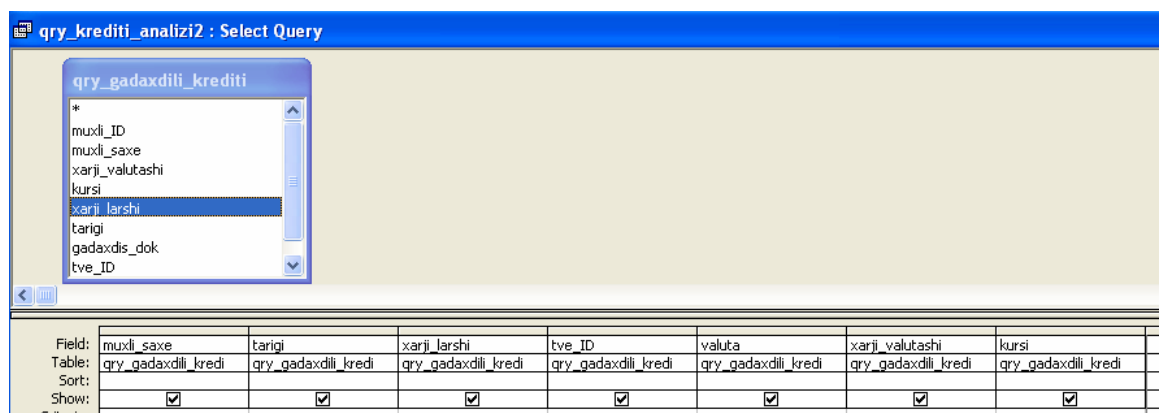 qry_krediti_analizi2 : Select Query
qry_gadaxdili_krediti
*
muxli_ID
muxli_saxe
xarji_valutashi
kursi
xarji_larshi
tarigi
gadaxdis_dok
tve_ID
Field: muxli_saxe tarigi xarji_larshi tve_ID valuta xarji_valutashi kursi
Table: qry_gadaxdili_kredi qry_gadaxdili_kredi qry_gadaxdili_kredi qry_gadaxdili_kredi qry_gadaxdili_kredi qry_gadaxdili_kredi qry_gadaxdili_kredi
Sort:
Show: